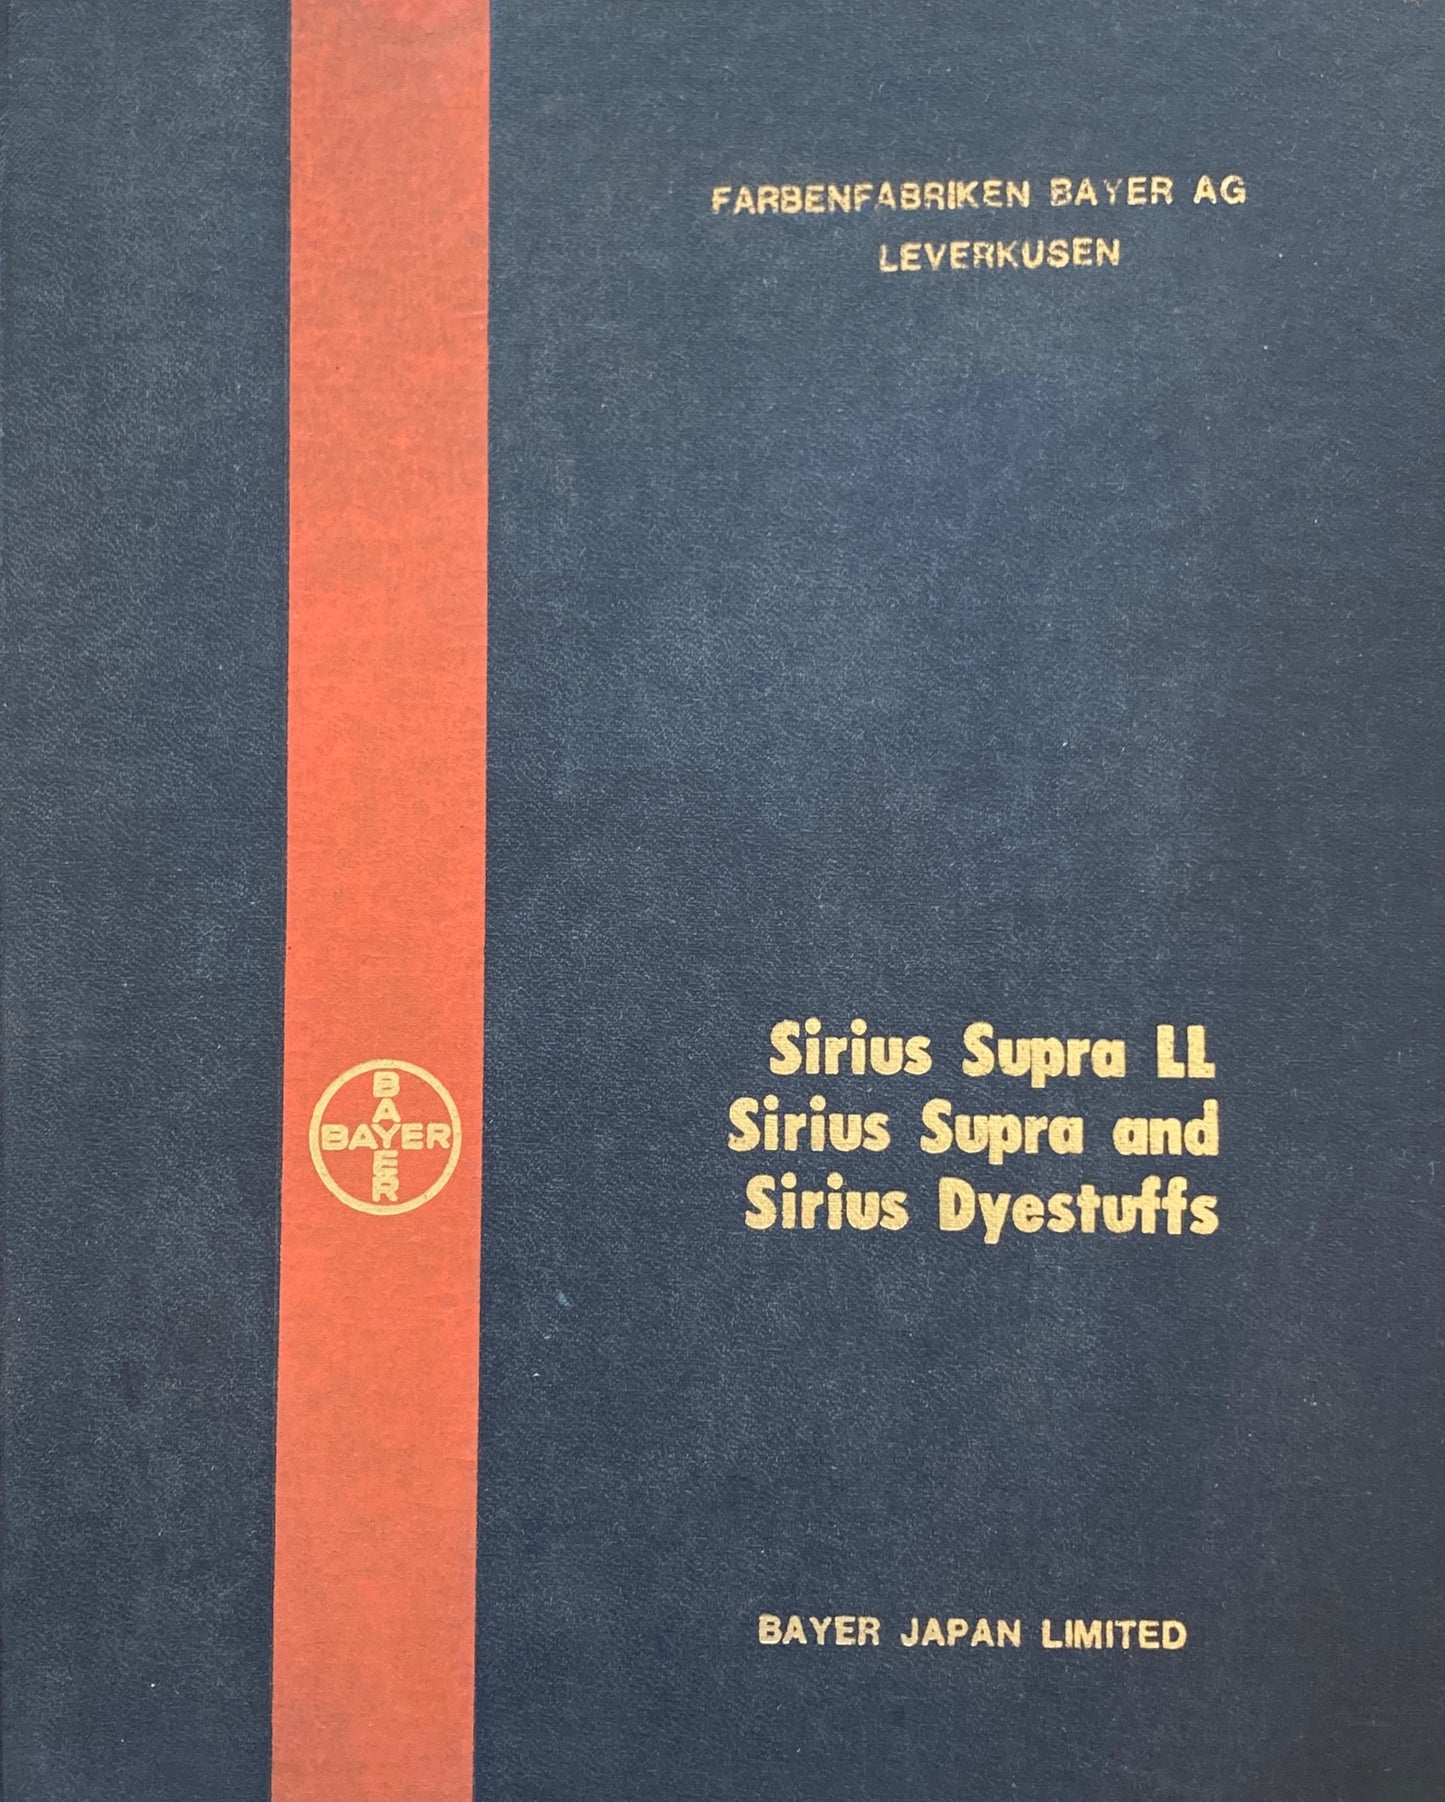 FARBENFABRIKEN BAYER AG
LEVERKUSEN
Sirius Supra LL
Sirius Supra and
Sirius Dyestuffs
BAYER
BAYER
BAYER JAPAN LIMITED